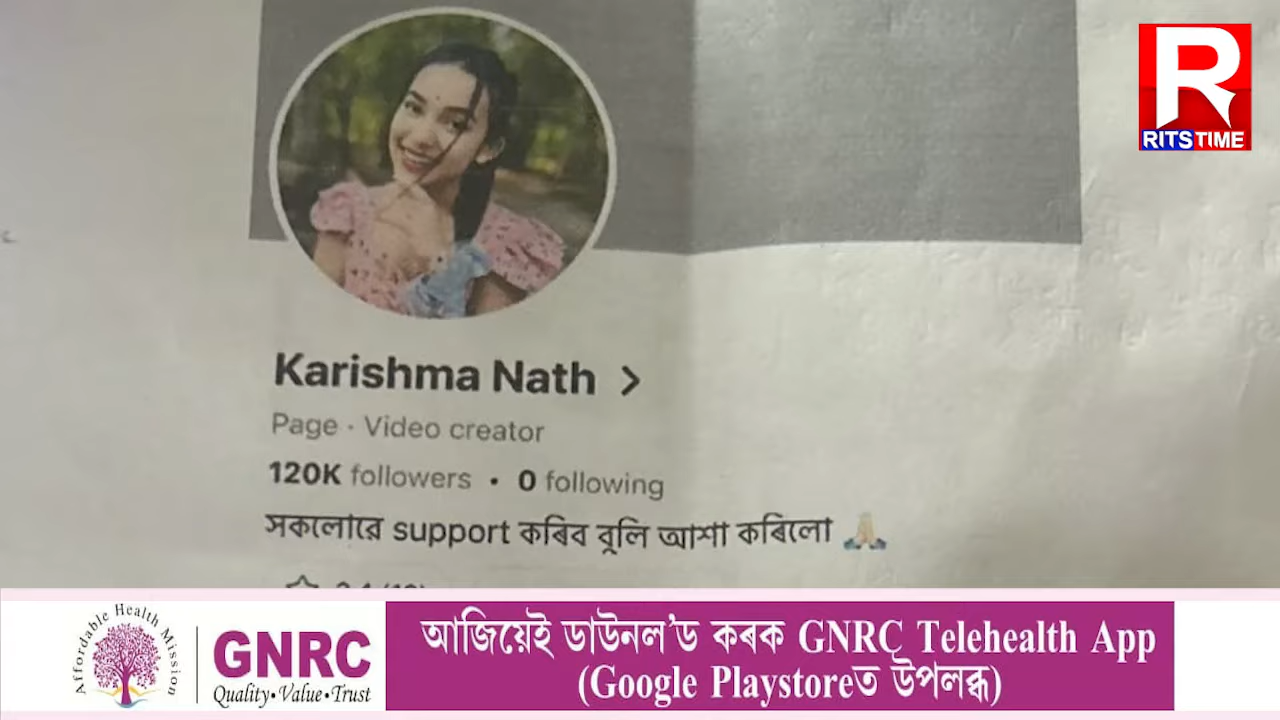 R
RITSTIME
Karishma Nath >
Page · Video creator
120K followers • 0 following
সকলোৱে support কৰিব বুলি আশা কৰিলো 🙏🏻
Affordable Health Mission
GNRC
Quality•Value•Trust
আজিয়েই ডাউনল’ড কৰক GNRC Telehealth App
(Google Playstoreত উপলব্ধ)